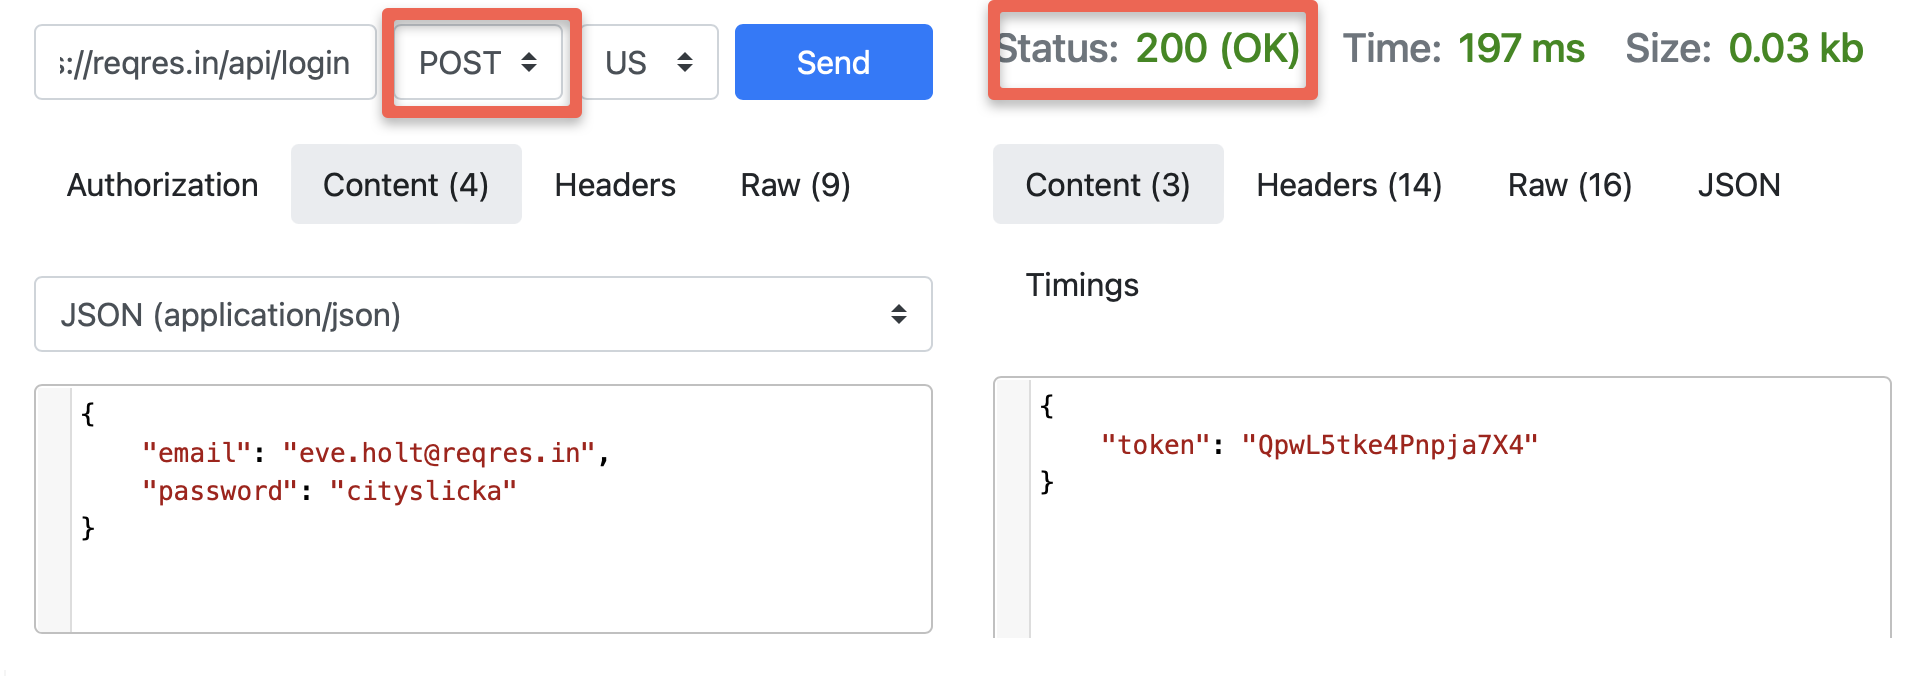 s://reqres.in/api/login POST US Send
Status: 200 (OK) Time: 197 ms Size: 0.03 kb
Authorization Content (4) Headers Raw (9)
Content (3) Headers (14) Raw (16) JSON
Timings
JSON (application/json)
{
"email": "eve.holt@reqres.in",
"password": "cityslicka"
}
{
"token": "QpwL5tke4Pnpja7X4"
}